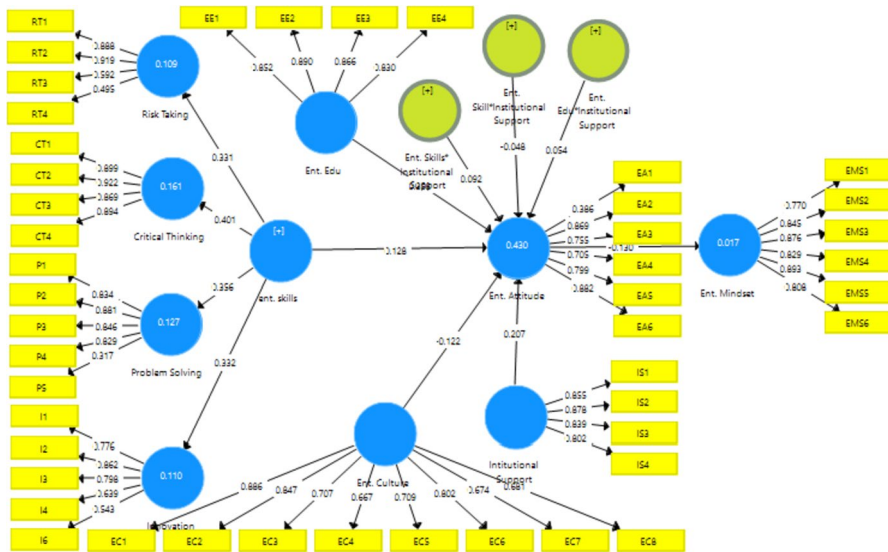 RT1
RT2
RT3
RT4
0.888
0.919
0.592
0.495
0.109
Risk Taking
EE1
EE2
EE3
EE4
0.852
0.890
0.866
0.830
Ent. Edu
[+]
Ent. Skills*
Institutional
Support
[+]
Ent.
Skill*Institutional
Support
[+]
Ent.
Edu*Institutional
Support
0.092
-0.048
0.054
CT1
CT2
CT3
CT4
0.899
0.922
0.869
0.894
0.161
Critical Thinking
0.331
0.401
0.356
0.332
[+]
ent. skills
0.128
P1
P2
P3
P4
P5
0.834
0.881
0.846
0.829
0.317
0.127
Problem Solving
I1
I2
I3
I4
I6
0.776
0.862
0.798
0.639
0.543
0.110
Innovation
0.430
Ent. Attitude
0.386
0.869
0.755
0.705
0.799
0.882
EA1
EA2
EA3
EA4
EA5
EA6
-0.130
0.017
Ent. Mindset
0.770
0.845
0.876
0.829
0.893
0.808
EMS1
EMS2
EMS3
EMS4
EMS5
EMS6
-0.122
0.207
Intitutional
Support
0.855
0.878
0.839
0.802
IS1
IS2
IS3
IS4
Ent. Culture
0.886
0.847
0.707
0.667
0.709
0.802
0.674
0.681
EC1
EC2
EC3
EC4
EC5
EC6
EC7
EC8